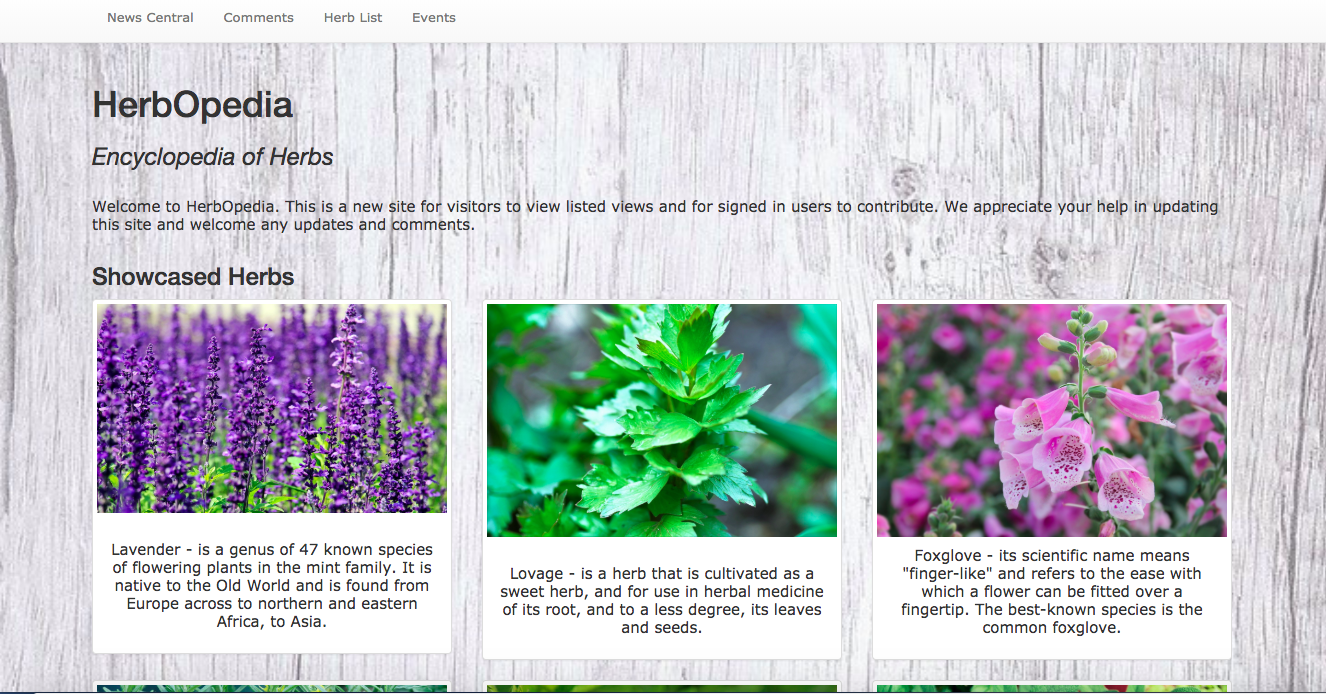 News Central Comments Herb List Events
HerbOpedia
Encyclopedia of Herbs
Welcome to HerbOpedia. This is a new site for visitors to view listed views and for signed in users to contribute. We appreciate your help in updating
this site and welcome any updates and comments.
Showcased Herbs
Lavender - is a genus of 47 known species
of flowering plants in the mint family. It is
native to the Old World and is found from
Europe across to northern and eastern
Africa, to Asia.
Lovage - is a herb that is cultivated as a
sweet herb, and for use in herbal medicine
of its root, and to a less degree, its leaves
and seeds.
Foxglove - its scientific name means
"finger-like" and refers to the ease with
which a flower can be fitted over a
fingertip. The best-known species is the
common foxglove.